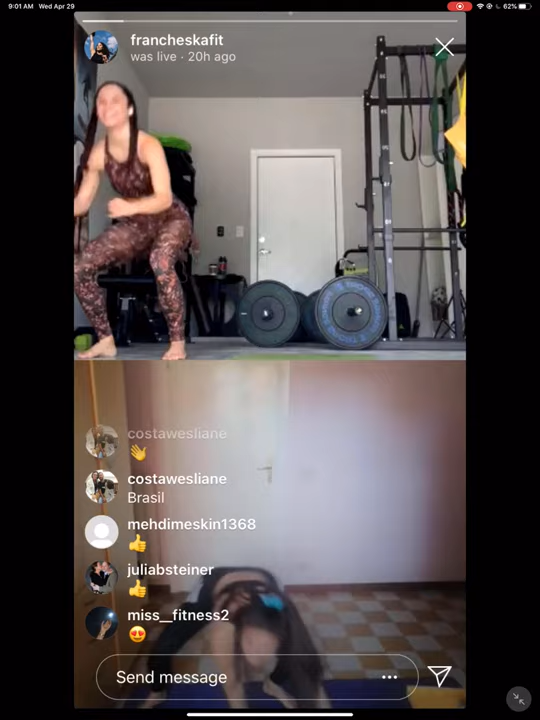 9:01 AM Wed Apr 29
62%
francheskafit
was live · 20h ago
costawesliane
👋
costawesliane
Brasil
mehdimeskin1368
👍
juliabsteiner
👍
miss__fitness2
😍
Send message